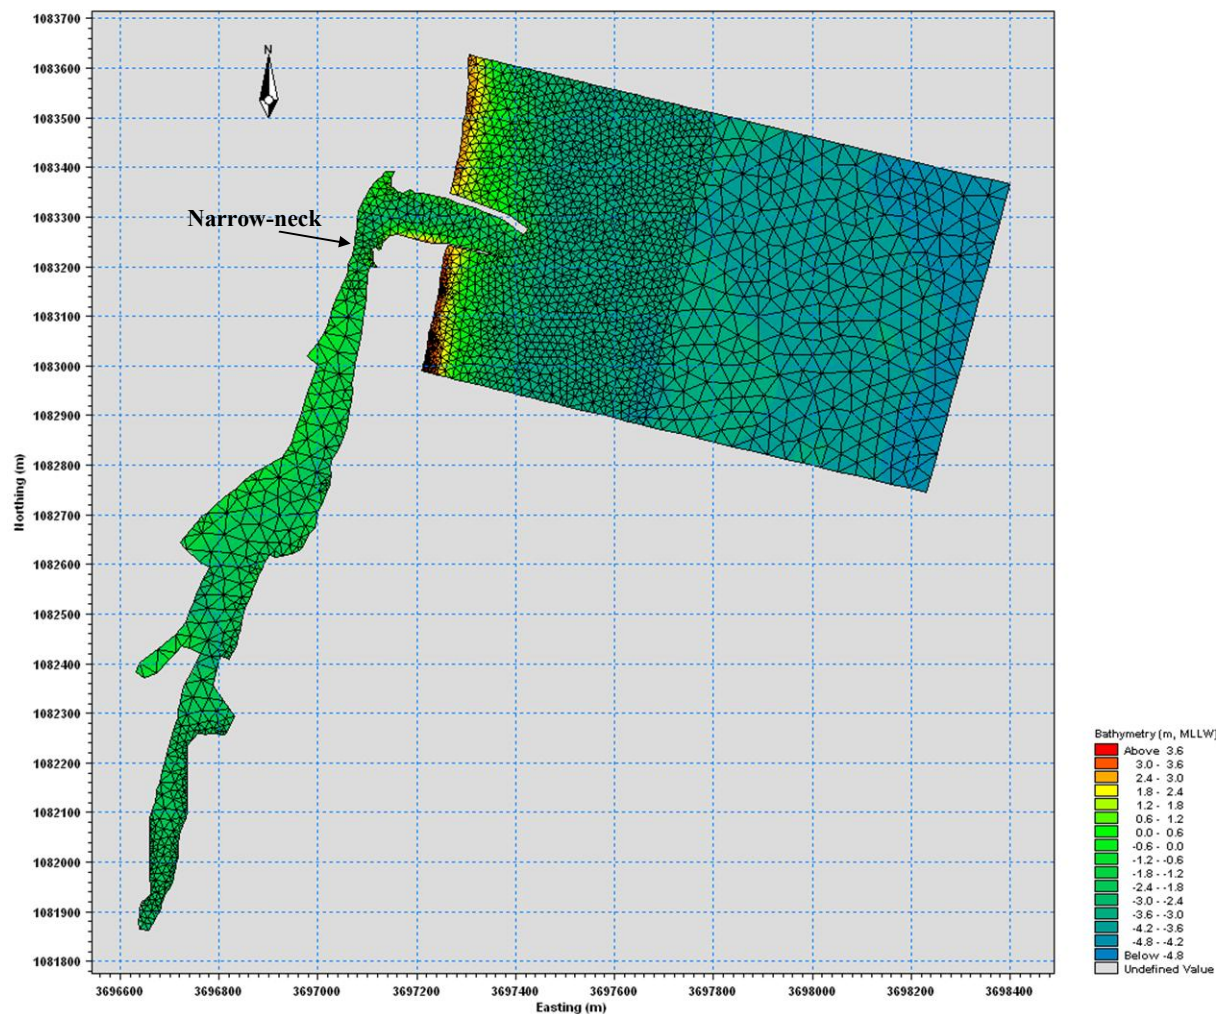 1083700
1083600
1083500
1083400
1083300
1083200
1083100
1083000
1082900
1082800
1082700
1082600
1082500
1082400
1082300
1082200
1082100
1082000
1081900
1081800
Northing (m)
N
Narrow-neck
3696600 3696800 3697000 3697200 3697400 3697600 3697800 3698000 3698200 3698400
Easting (m)
Bathymetry (m, MLLW)
Above 3.6
3.0 - 3.6
2.4 - 3.0
1.8 - 2.4
1.2 - 1.8
0.6 - 1.2
0.0 - 0.6
-0.6 - 0.0
-1.2 - -0.6
-1.8 - -1.2
-2.4 - -1.8
-3.0 - -2.4
-3.6 - -3.0
-4.2 - -3.6
-4.8 - -4.2
Below -4.8
Undefined Value